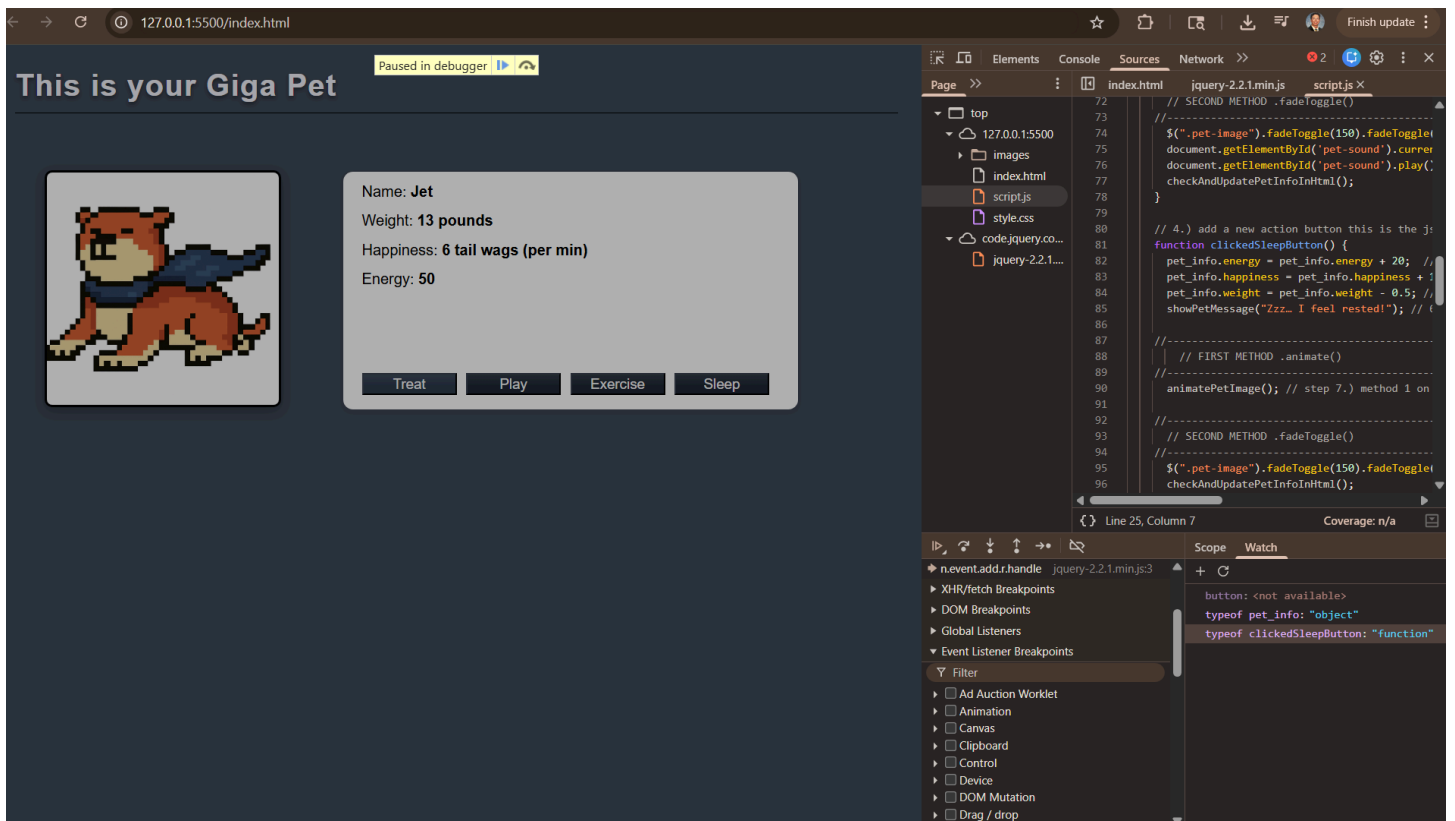 127.0.0.1:5500/index.html
Finish update
This is your Giga Pet
Paused in debugger
Name: Jet
Weight: 13 pounds
Happiness: 6 tail wags (per min)
Energy: 50
Treat Play Exercise Sleep
Elements Console Sources Network 2
Page
index.html jquery-2.2.1.min.js script.js
top
127.0.0.1:5500
images
index.html
script.js
style.css
code.jquery.co...
jquery-2.2.1....
72 // SECOND METHOD .fadeToggle()
73 //----------------------------------------
74 $(".pet-image").fadeToggle(150).fadeToggle(
75 document.getElementById('pet-sound').curren
76 document.getElementById('pet-sound').play()
77 checkAndUpdatePetInfoInHtml();
78 }
79
80 // 4.) add a new action button this is the js
81 function clickedSleepButton() {
82 pet_info.energy = pet_info.energy + 20; //
83 pet_info.happiness = pet_info.happiness + 1
84 pet_info.weight = pet_info.weight - 0.5; //
85 showPetMessage("Zzz… I feel rested!"); // 6
86
87 //----------------------------------------
88 // FIRST METHOD .animate()
89 //----------------------------------------
90 animatePetImage(); // step 7.) method 1 on
91
92 //----------------------------------------
93 // SECOND METHOD .fadeToggle()
94 //----------------------------------------
95 $(".pet-image").fadeToggle(150).fadeToggle(
96 checkAndUpdatePetInfoInHtml();
{} Line 25, Column 7 Coverage: n/a
n.event.add.r.handle jquery-2.2.1.min.js:3
XHR/fetch Breakpoints
DOM Breakpoints
Global Listeners
Event Listener Breakpoints
Filter
Ad Auction Worklet
Animation
Canvas
Clipboard
Control
Device
DOM Mutation
Drag / drop
Scope Watch
button: <not available>
typeof pet_info: "object"
typeof clickedSleepButton: "function"